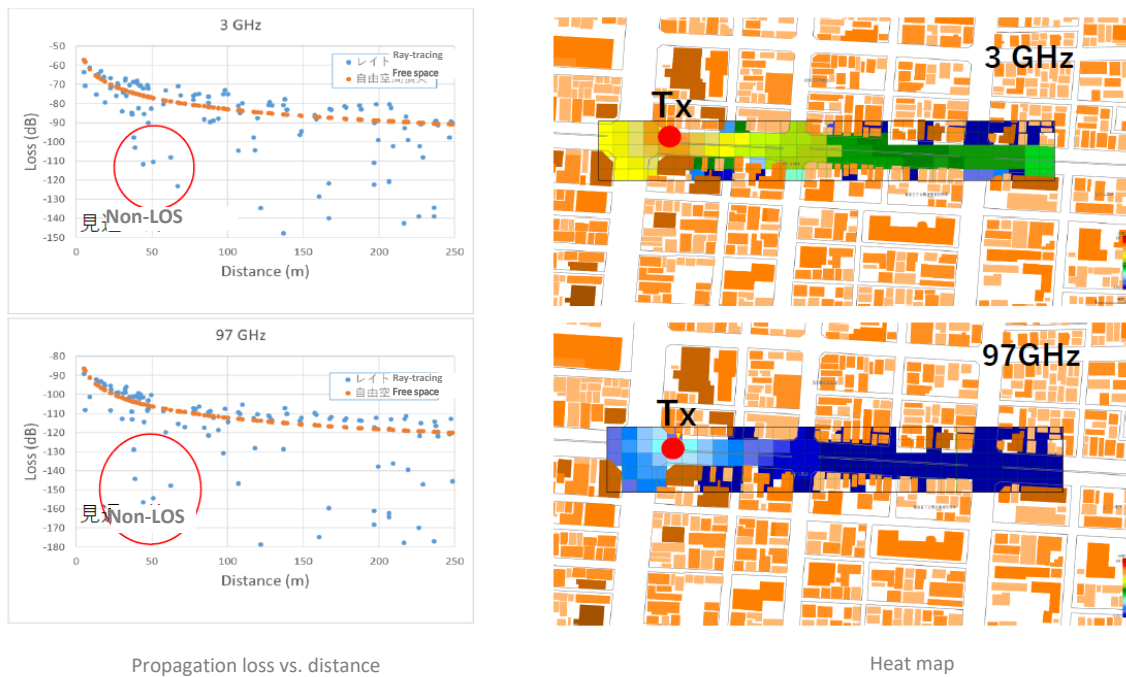 3 GHz
-50
-60
-70
-80
-90
-100
-110
-120
-130
-140
-150
Loss (dB)
レイト Ray-tracing
自由空 Free space
Non-LOS
0 50 100 150 200 250
Distance (m)
97 GHz
-80
-90
-100
-110
-120
-130
-140
-150
-160
-170
-180
Loss (dB)
レイト Ray-tracing
自由空 Free space
Non-LOS
0 50 100 150 200 250
Distance (m)
Propagation loss vs. distance
3 GHz
Tx
97GHz
Tx
Heat map